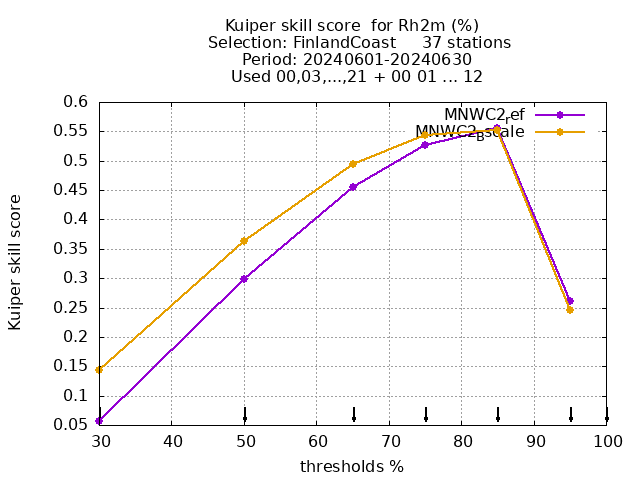 Kuiper skill score  for Rh2m (%)
Selection: FinlandCoast     37 stations
Period: 20240601-20240630
Used 00,03,...,21 + 00 01 ... 12
MNWC2_ref
MNWC2_Bscale
0.6
0.55
0.5
0.45
0.4
0.35
0.3
0.25
0.2
0.15
0.1
0.05
Kuiper skill score
30 40 50 60 70 80 90 100
thresholds %